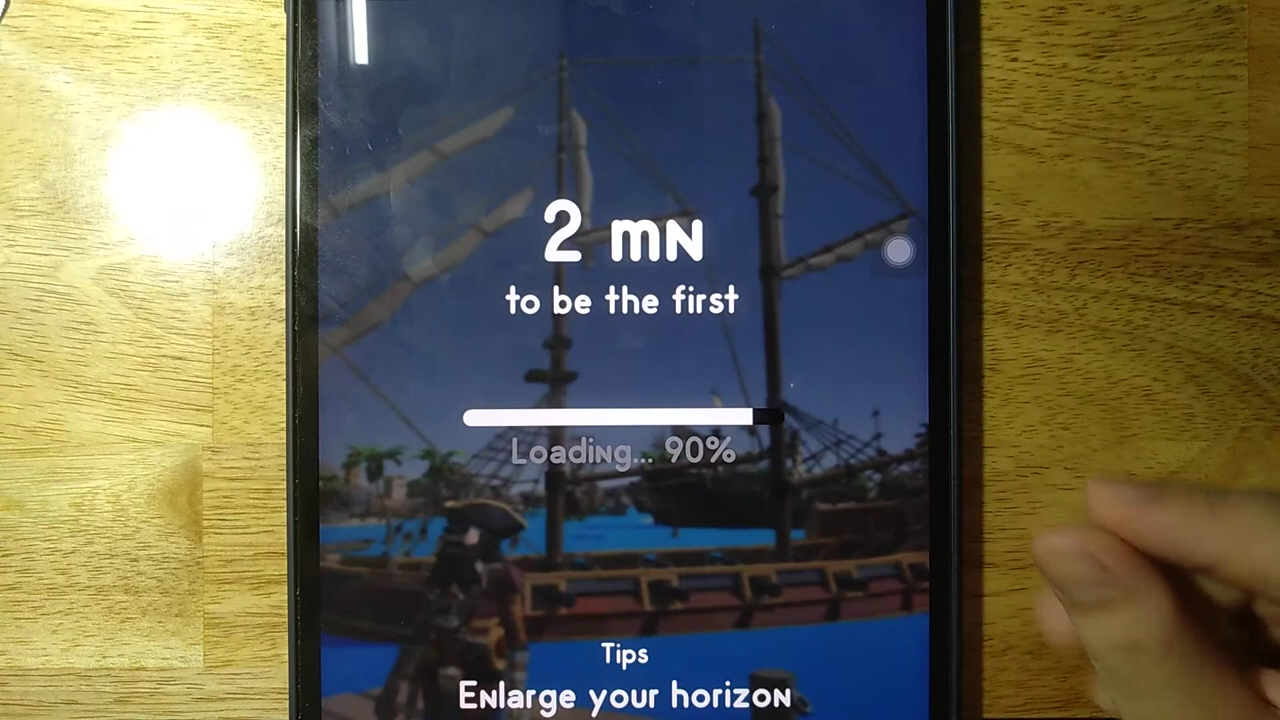 2 mN
to be the first
Loading... 90%
Tips
ENlarge your horizoN